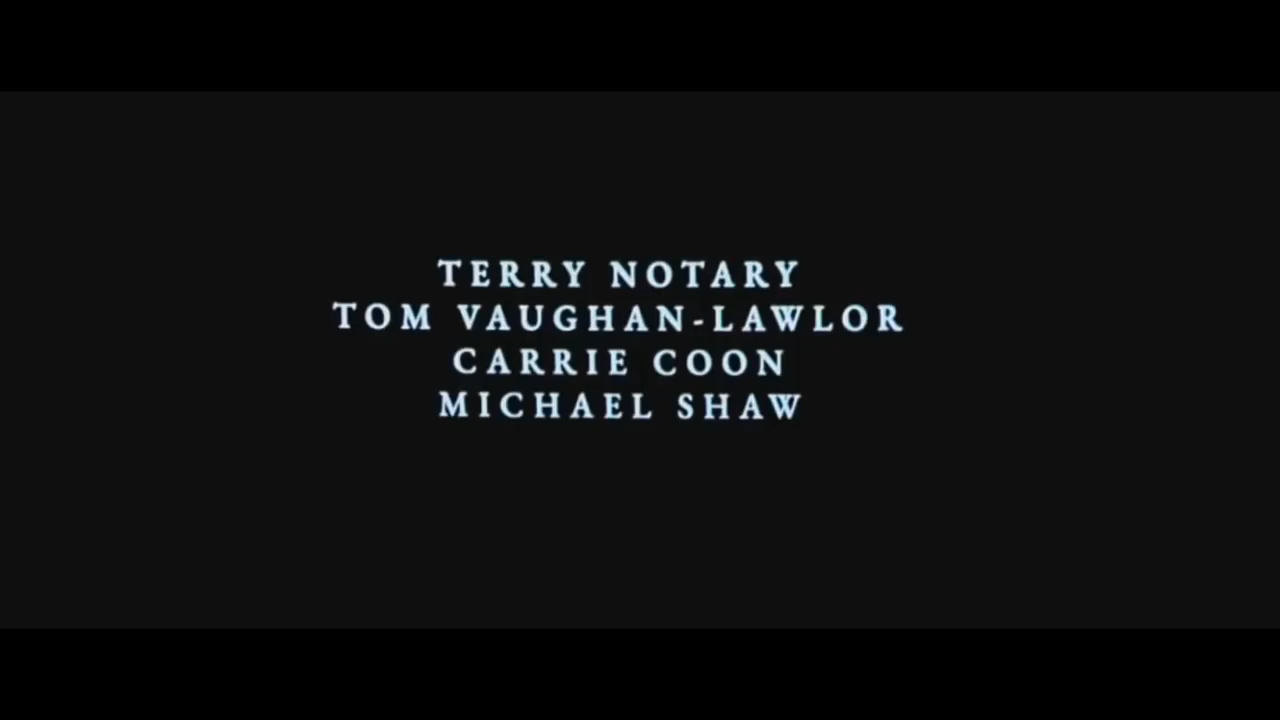 TERRY NOTARY
TOM VAUGHAN-LAWLOR
CARRIE COON
MICHAEL SHAW